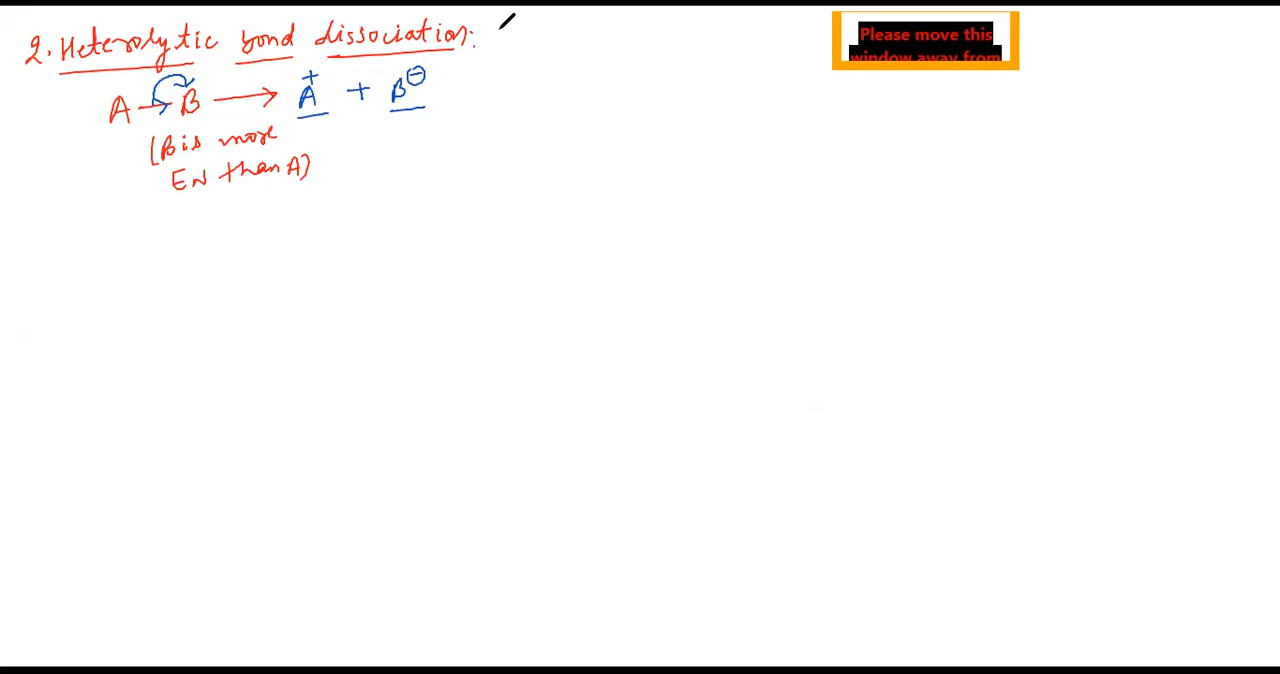 2. Heterolytic bond dissociation:
A — B ⟶ A⁺ + B⊖
(B is more
EN than A)
Please move this
window away from